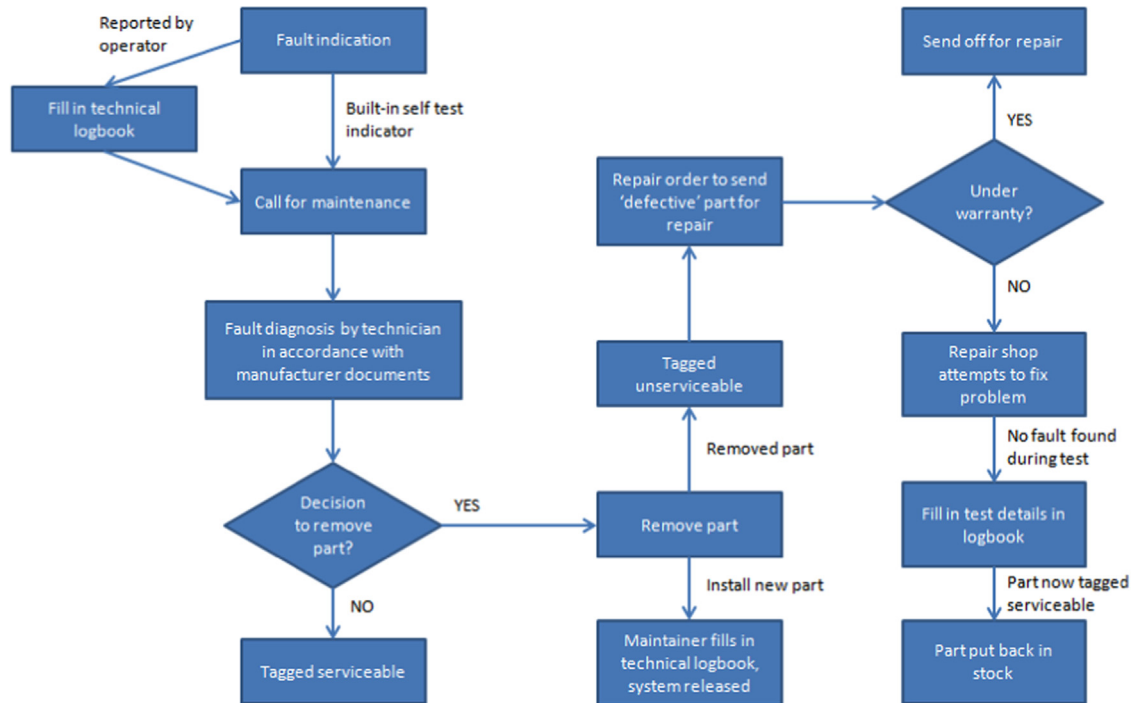 Reported by
operator
Fault indication
Fill in technical
logbook
Built-in self test
indicator
Call for maintenance
Fault diagnosis by technician
in accordance with
manufacturer documents
Decision
to remove
part?
YES
NO
Tagged serviceable
Remove part
Removed part
Tagged
unserviceable
Repair order to send
‘defective’ part for
repair
Install new part
Maintainer fills in
technical logbook,
system released
Under
warranty?
YES
Send off for repair
NO
Repair shop
attempts to fix
problem
No fault found
during test
Fill in test details in
logbook
Part now tagged
serviceable
Part put back in
stock